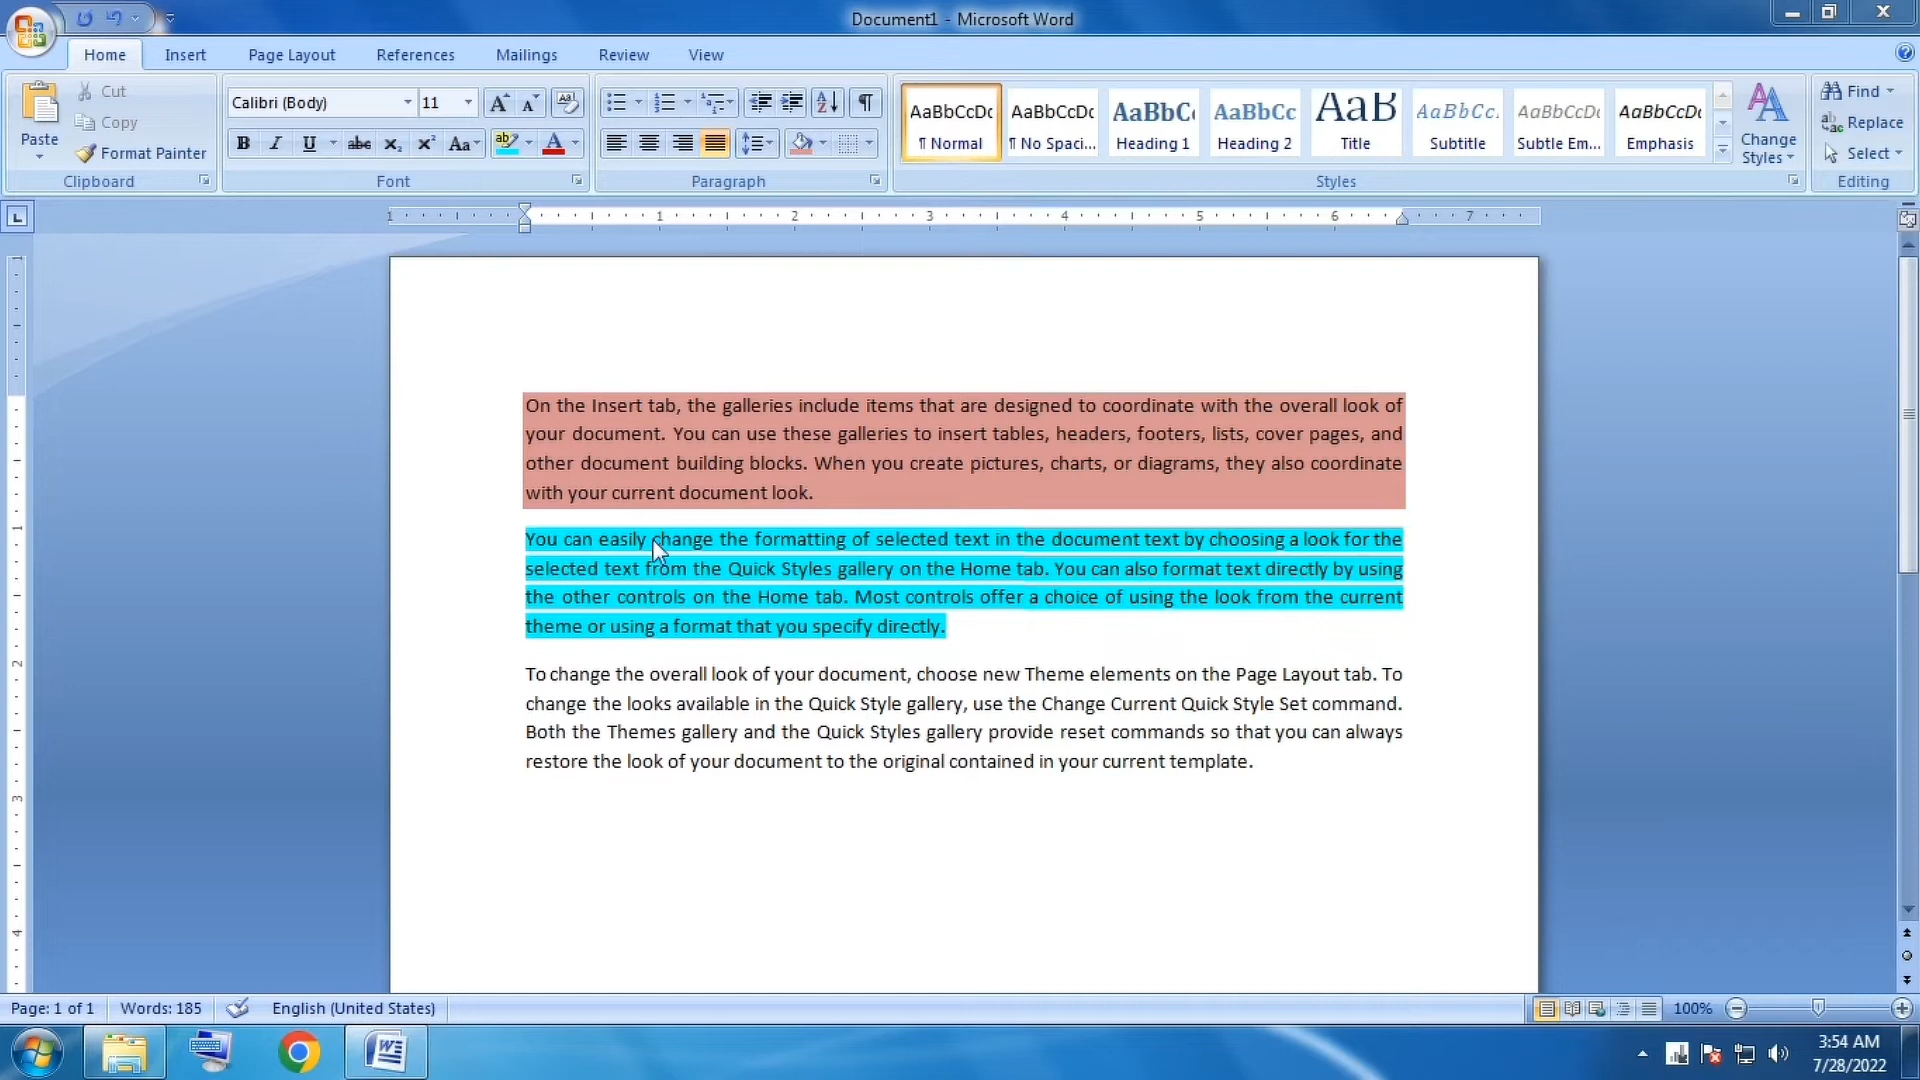 Document1 - Microsoft Word
Home Insert Page Layout References Mailings Review View
Paste
Cut
Copy
Format Painter
Clipboard
Calibri (Body) 11
B I U abc X₂ X² Aa ab A
Font
Paragraph
AaBbCcDc AaBbCcDc AaBbC AaBbCc AaB AaBbCc. AaBbCcDc AaBbCcDc
¶ Normal ¶ No Spaci... Heading 1 Heading 2 Title Subtitle Subtle Em... Emphasis
Change
Styles
Styles
Find
Replace
Select
Editing
1 1 2 3 4 5 6 7
On the Insert tab, the galleries include items that are designed to coordinate with the overall look of
your document. You can use these galleries to insert tables, headers, footers, lists, cover pages, and
other document building blocks. When you create pictures, charts, or diagrams, they also coordinate
with your current document look.
You can easily change the formatting of selected text in the document text by choosing a look for the
selected text from the Quick Styles gallery on the Home tab. You can also format text directly by using
the other controls on the Home tab. Most controls offer a choice of using the look from the current
theme or using a format that you specify directly.
To change the overall look of your document, choose new Theme elements on the Page Layout tab. To
change the looks available in the Quick Style gallery, use the Change Current Quick Style Set command.
Both the Themes gallery and the Quick Styles gallery provide reset commands so that you can always
restore the look of your document to the original contained in your current template.
Page: 1 of 1 Words: 185 English (United States) 100%
3:54 AM
7/28/2022